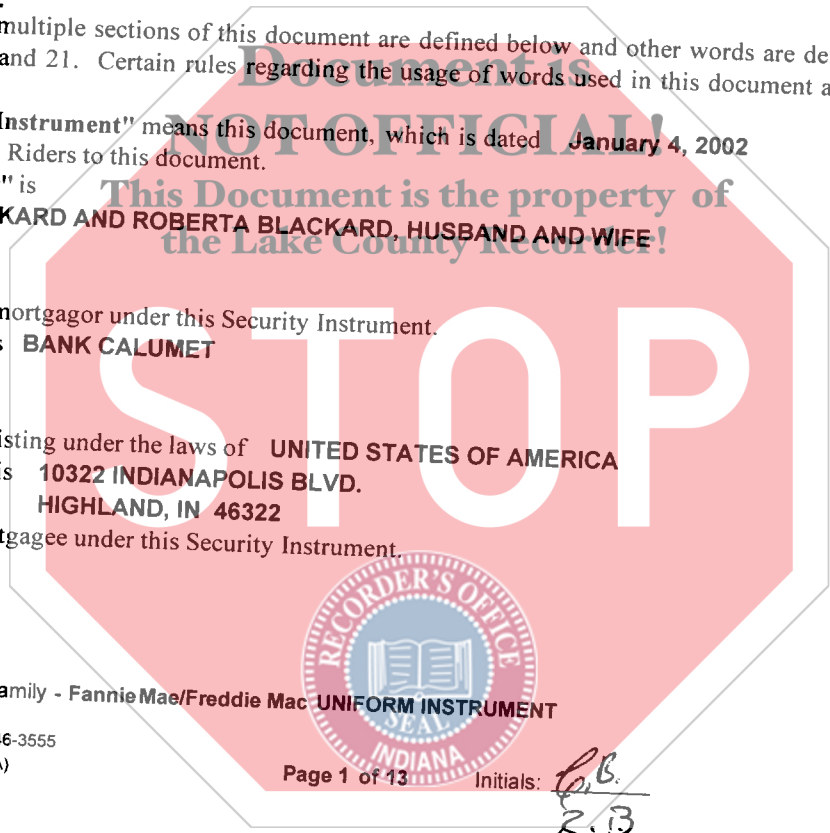 multiple sections of this document are defined below and other words are de
and 21. Certain rules regarding the usage of words used in this document a
Document is
NOT OFFICIAL!
This Document is the property of
the Lake County Recorder!
Instrument" means this document, which is dated January 4, 2002
Riders to this document.
" is
KARD AND ROBERTA BLACKARD, HUSBAND AND WIFE
mortgagor under this Security Instrument.
s BANK CALUMET
STOP
isting under the laws of UNITED STATES OF AMERICA
is 10322 INDIANAPOLIS BLVD.
HIGHLAND, IN 46322
tgagee under this Security Instrument.
RECORDER'S OFFICE
SEAL
INDIANA
amily - Fannie Mae/Freddie Mac UNIFORM INSTRUMENT
6-3555
A)
Page 1 of 13 Initials: C.B.
R.B